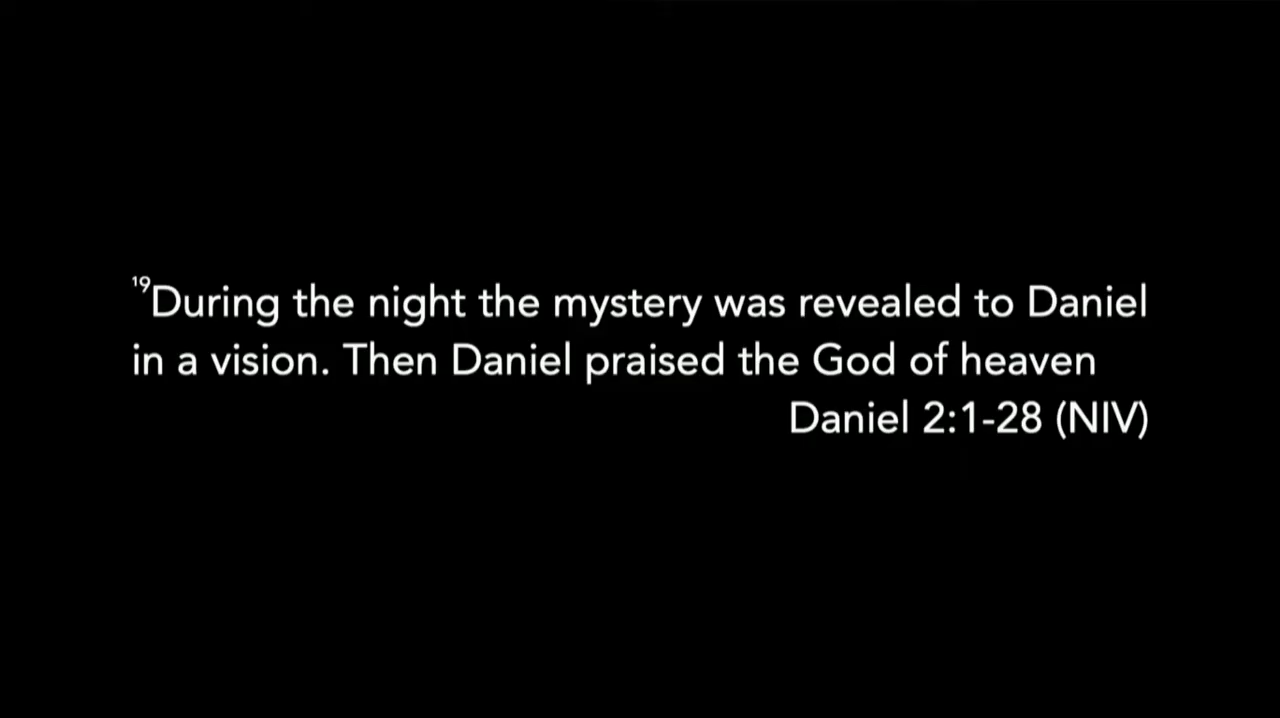 ¹⁹During the night the mystery was revealed to Daniel
in a vision. Then Daniel praised the God of heaven
Daniel 2:1-28 (NIV)